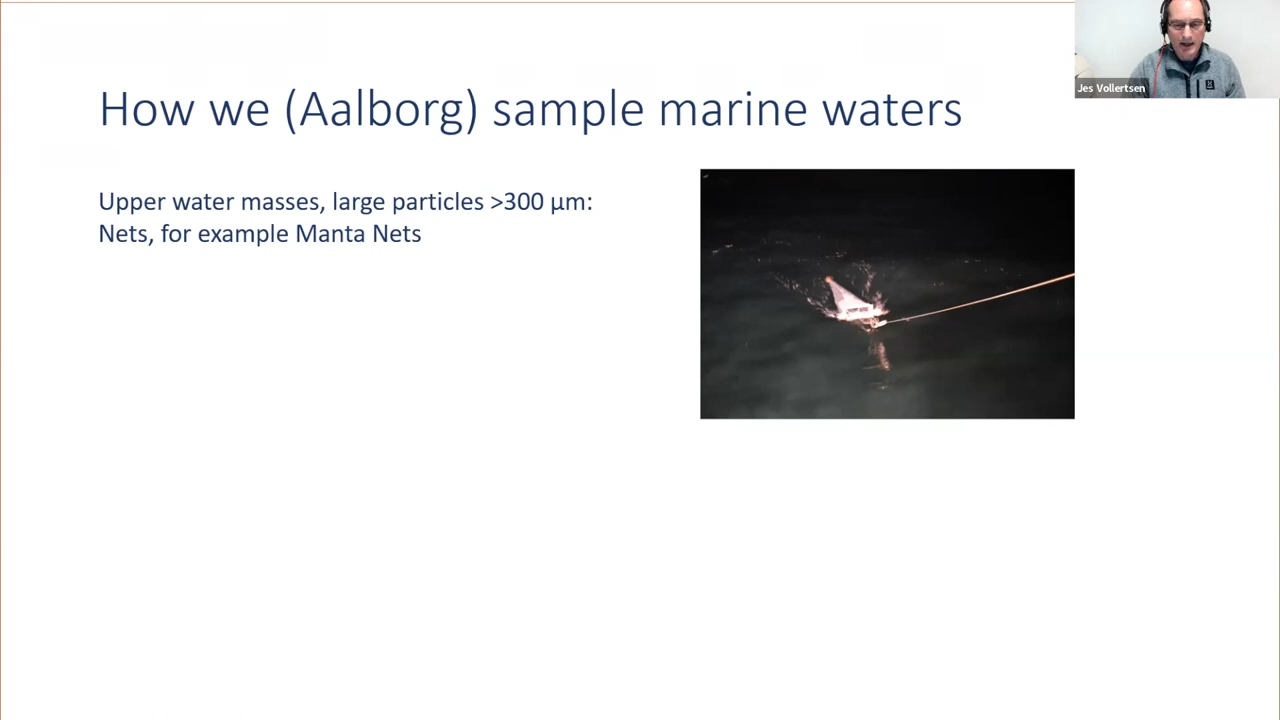 How we (Aalborg) sample marine waters
Upper water masses, large particles >300 µm:
Nets, for example Manta Nets
Jes Vollertsen